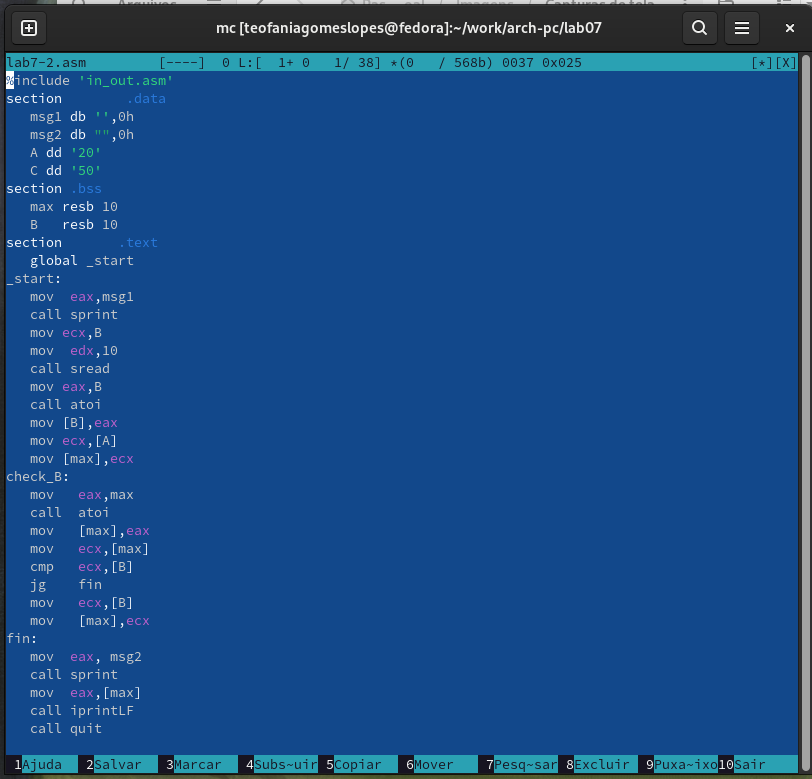 mc [teofaniagomeslopes@fedora]:~/work/arch-pc/lab07
lab7-2.asm         [----]  0 L:[  1+ 0   1/ 38] *(0   / 568b) 0037 0x025                     [*][X]
%include 'in_out.asm'
section        .data
   msg1 db '',0h
   msg2 db "",0h
   A dd '20'
   C dd '50'
section .bss
   max resb 10
   B   resb 10
section       .text
   global _start
_start:
   mov  eax,msg1
   call sprint
   mov ecx,B
   mov  edx,10
   call sread
   mov eax,B
   call atoi
   mov [B],eax
   mov ecx,[A]
   mov [max],ecx
check_B:
   mov   eax,max
   call  atoi
   mov   [max],eax
   mov   ecx,[max]
   cmp   ecx,[B]
   jg    fin
   mov   ecx,[B]
   mov   [max],ecx
fin:
   mov  eax, msg2
   call sprint
   mov  eax,[max]
   call iprintLF
   call quit
1Ajuda  2Salvar  3Marcar  4Subs~uir 5Copiar  6Mover  7Pesq~sar 8Excluir  9Puxa~ixo10Sair